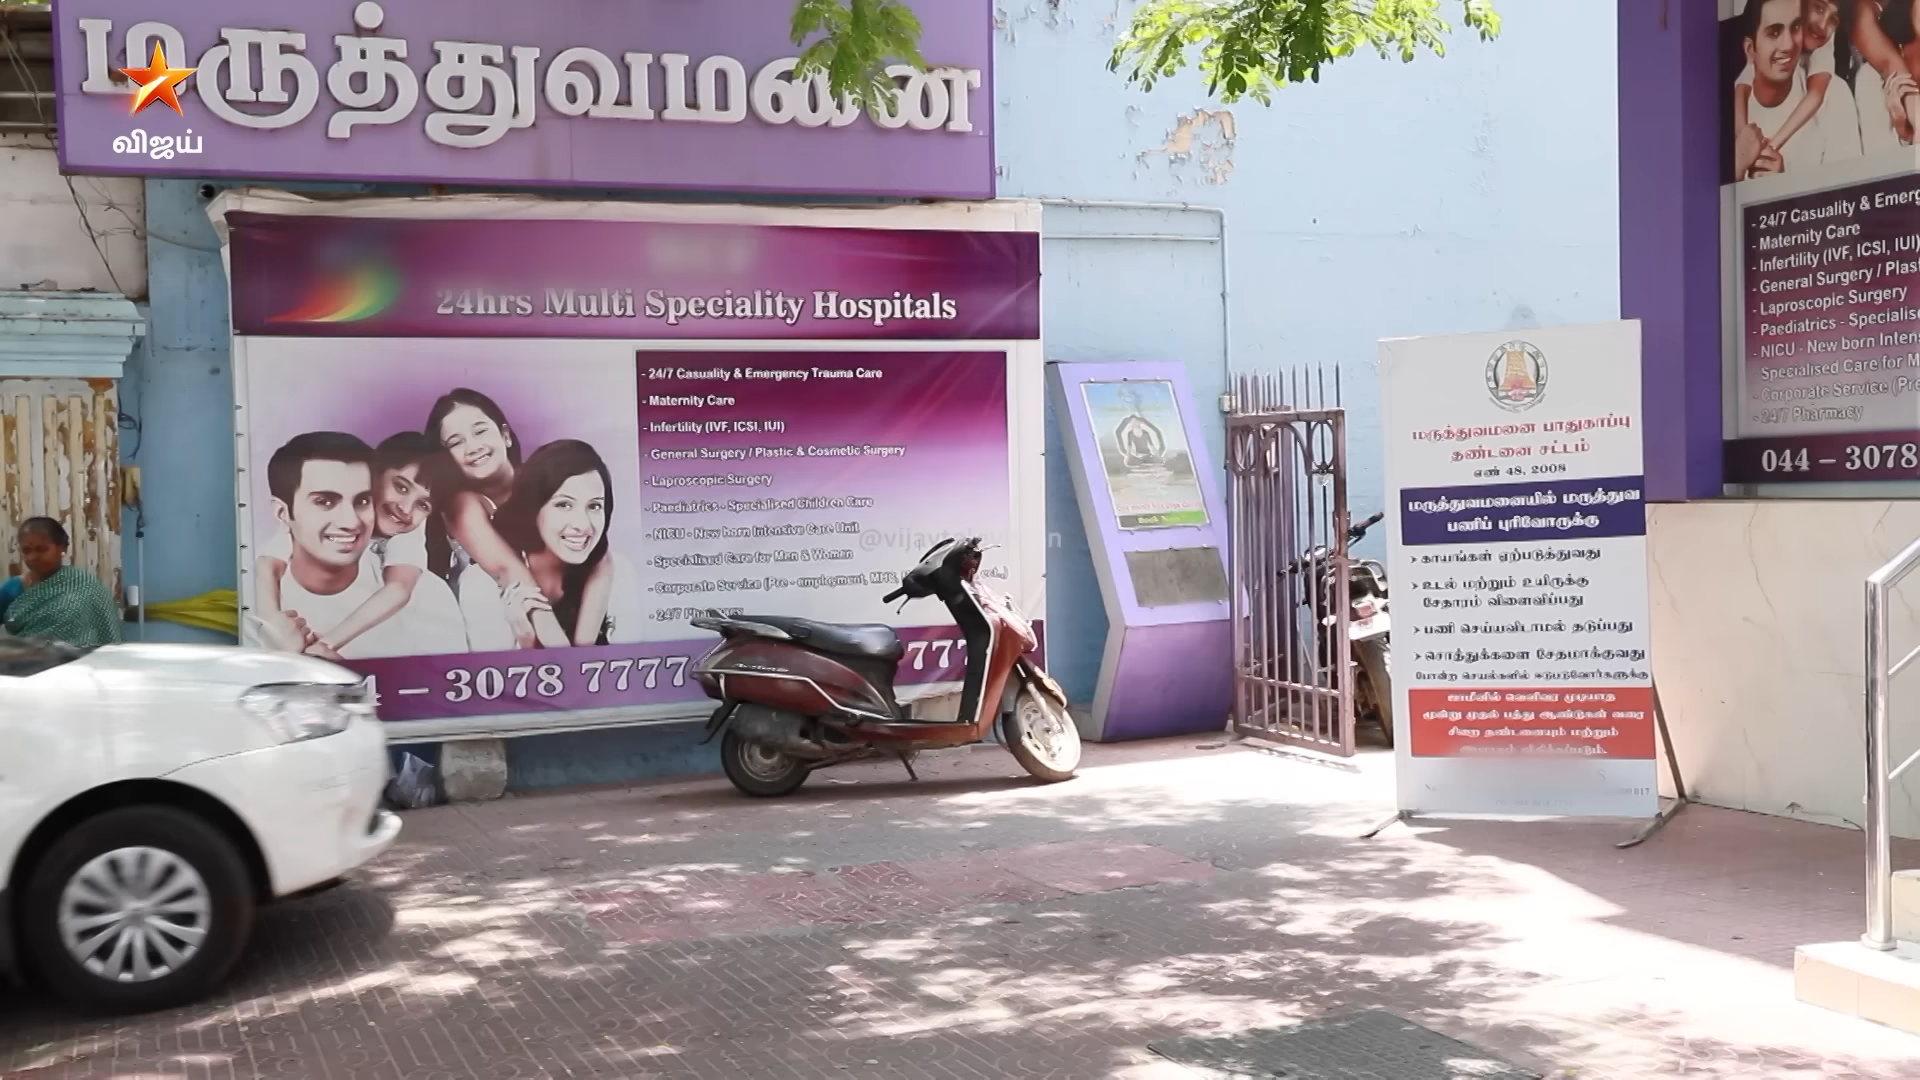 மருத்துவமனை
விஜய்
24hrs Multi Speciality Hospitals
- 24/7 Casuality & Emergency Trauma Care
- Maternity Care
- Infertility (IVF, ICSI, IUI)
- General Surgery / Plastic & Cosmetic Surgery
- Laproscopic Surgery
- Paediatrics - Specialised Children Care
- NICU - New born Intensive Care Unit
- Specialised Care for Men & Women
- Corporate Service (Pre - employment, MHC,
- 24/7 Pharmacy
4 – 3078 7777
777
மருத்துவமனை பாதுகாப்பு
தண்டனை சட்டம்
எண் 48, 2008
மருத்துவமனையில் மருத்துவ
பணிப் புரிவோருக்கு
➢ காயங்கள் ஏற்படுத்துவது
➢ உடல் மற்றும் உயிருக்கு
சேதாரம் விளைவிப்பது
➢ பணி செய்யவிடாமல் தடுப்பது
➢ சொத்துக்களை சேதமாக்குவது
போன்ற செயல்களில் ஈடுபடுவோர்களுக்கு
ஜாமீனில் வெளிவர முடியாத
மூன்று முதல் பத்து ஆண்டுகள் வரை
சிறை தண்டனையும் மற்றும்
- 24/7 Casuality & Emerg
- Maternity Care
- Infertility (IVF, ICSI, IUI)
- General Surgery / Plast
- Laproscopic Surgery
- Paediatrics - Specialise
- NICU - New born Inten
Specialised Care for M
- Corporate Service (Pre
- 24/7 Pharmacy
044 – 3078